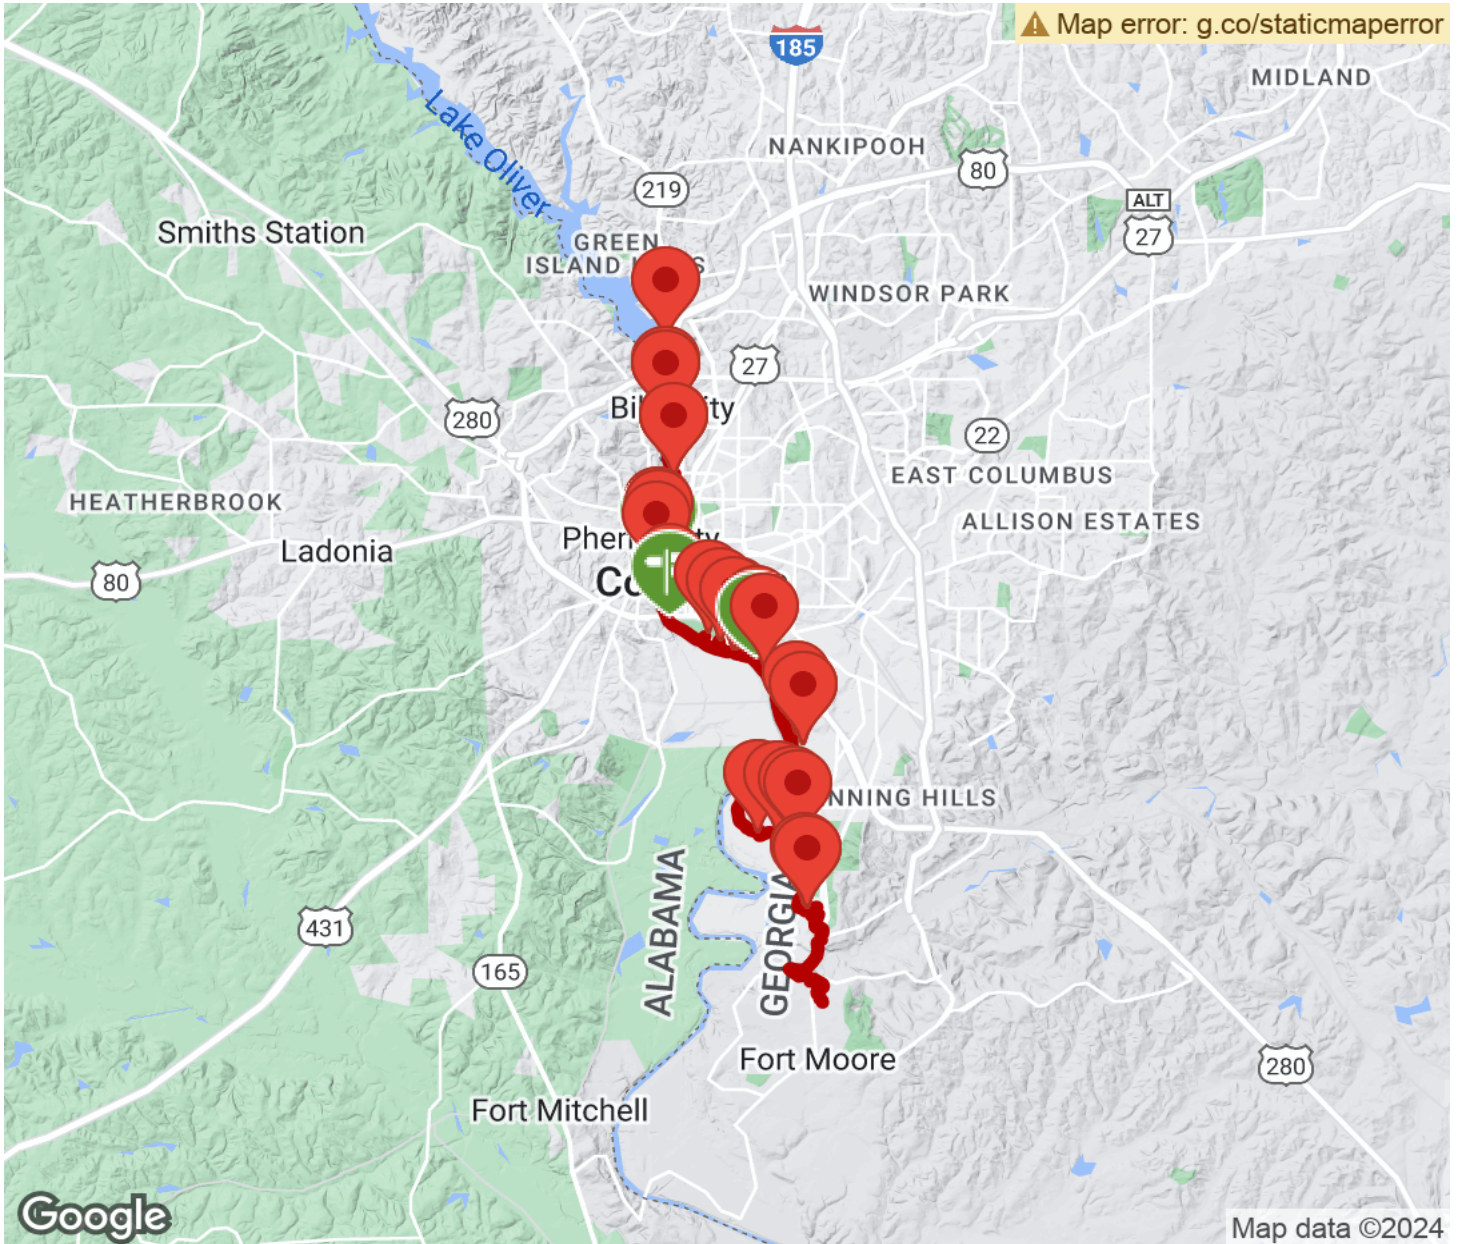 Map error: g.co/staticmaperror
185
MIDLAND
Lake Oliver
NANKIPOOH
80
219
ALT
27
Smiths Station
GREEN
ISLAND
WINDSOR PARK
27
280
22
EAST COLUMBUS
HEATHERBROOK
ALLISON ESTATES
Ladonia
80
NNING HILLS
ALABAMA
GEORGIA
431
165
Fort Moore
280
Fort Mitchell
Google
Map data ©2024